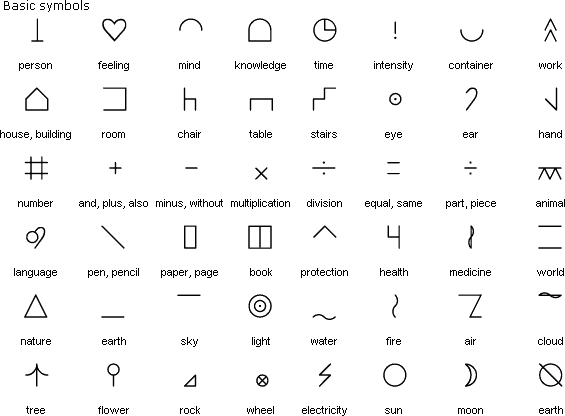 Basic symbols
person feeling mind knowledge time intensity container work
house, building room chair table stairs eye ear hand
number and, plus, also minus, without multiplication division equal, same part, piece animal
language pen, pencil paper, page book protection health medicine world
nature earth sky light water fire air cloud
tree flower rock wheel electricity sun moon earth